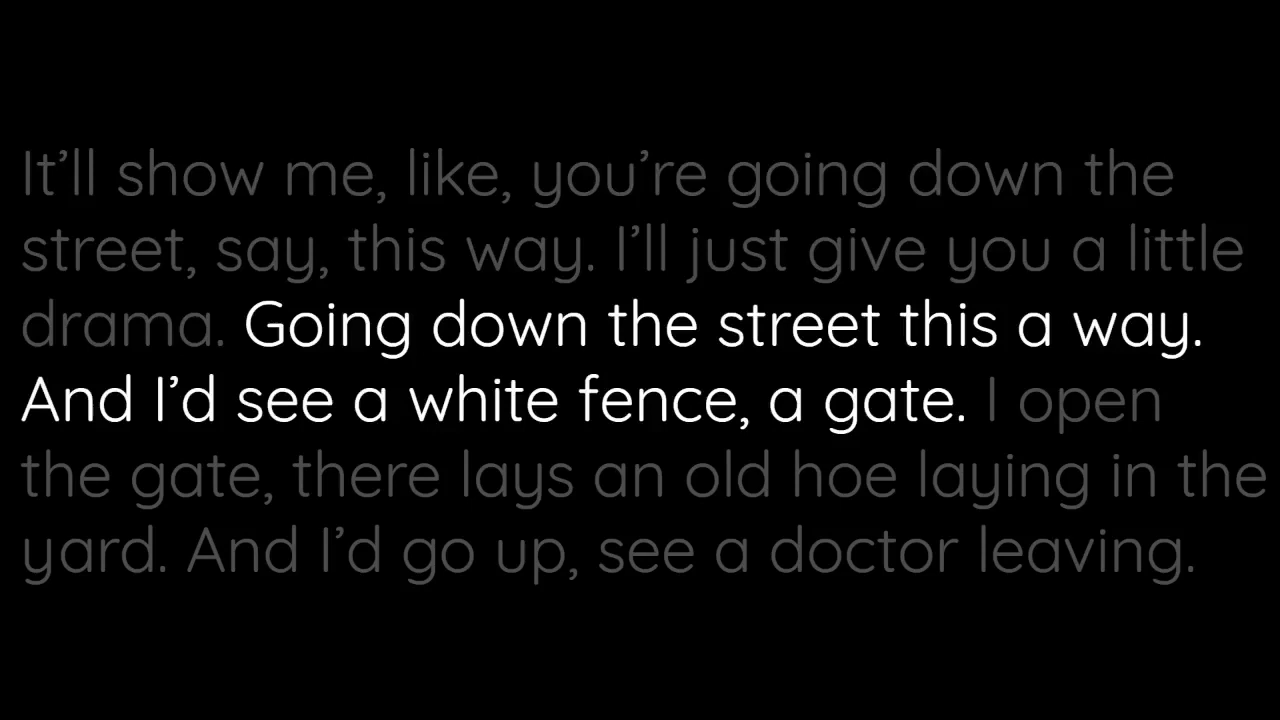 It’ll show me, like, you’re going down the
street, say, this way. I’ll just give you a little
drama. Going down the street this a way.
And I’d see a white fence, a gate. I open
the gate, there lays an old hoe laying in the
yard. And I’d go up, see a doctor leaving.